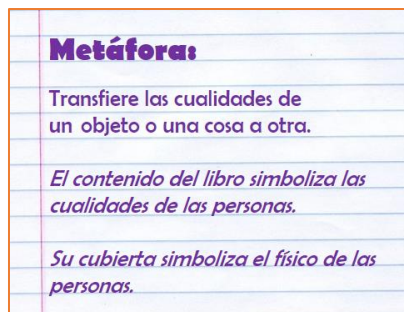 Metáfora:
Transfiere las cualidades de
un objeto o una cosa a otra.
El contenido del libro simboliza las
cualidades de las personas.
Su cubierta simboliza el físico de las
personas.